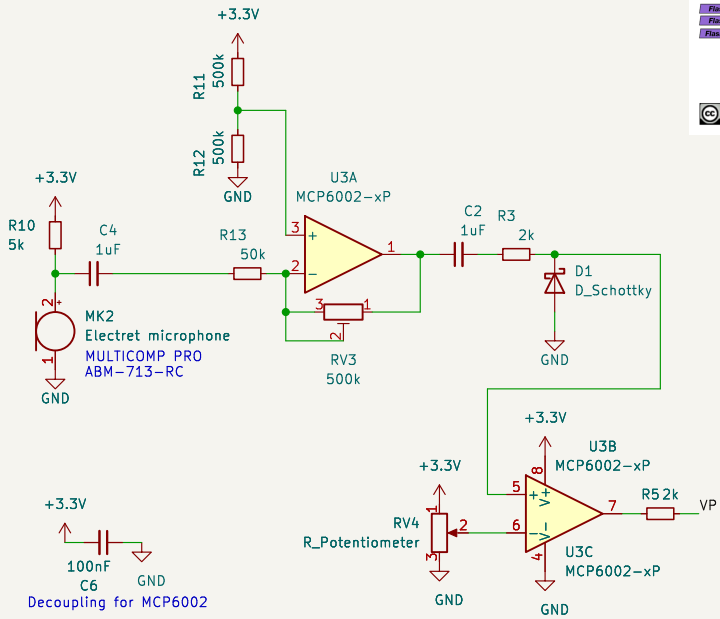 +3.3V
R11
500k
R12
500k
GND
+3.3V
R10
5k
C4
1uF
R13
50k
U3A
MCP6002-xP
3
+
2
-
1
C2
1uF
R3
2k
D1
D_Schottky
GND
2
+
MK2
Electret microphone
MULTICOMP PRO
ABM-713-RC
1
GND
3
1
2
RV3
500k
+3.3V
U3B
MCP6002-xP
8
5
+
V+
7
R5
2k
VP
+3.3V
1
RV4
2
R_Potentiometer
3
GND
6
-
V-
4
U3C
MCP6002-xP
GND
+3.3V
100nF
C6
GND
Decoupling for MCP6002
Fla
Fla
Flas
cc